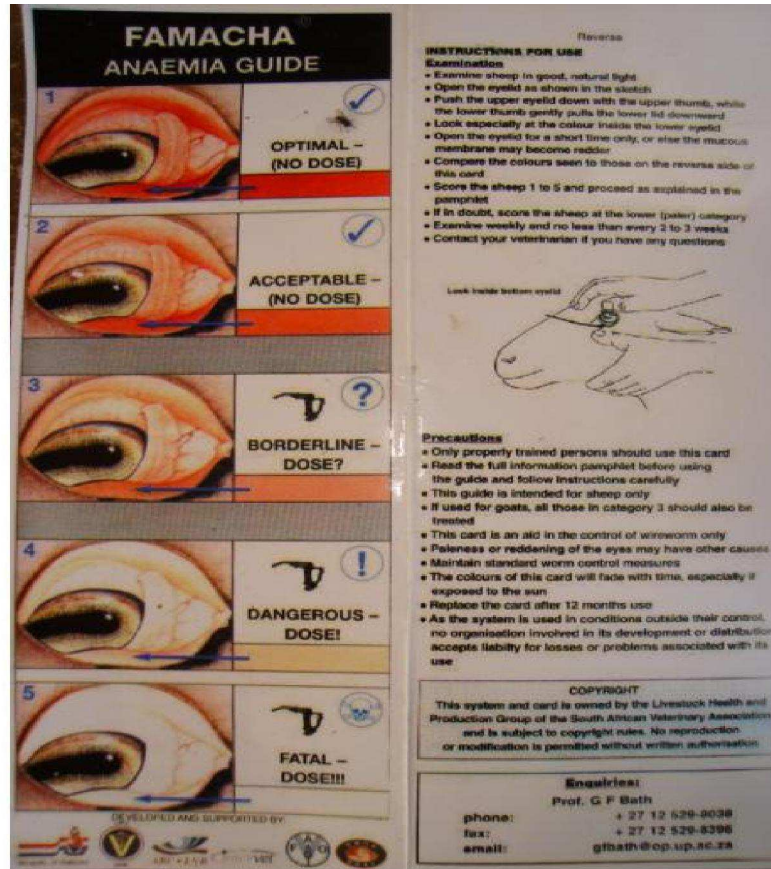 FAMACHA
ANAEMIA GUIDE
1
OPTIMAL –
(NO DOSE)
2
ACCEPTABLE –
(NO DOSE)
3
?
BORDERLINE –
DOSE?
4
!
DANGEROUS –
DOSE!
5
FATAL –
DOSE!!!
DEVELOPED AND SUPPORTED BY:
FAO
Reverse
INSTRUCTIONS FOR USE
Examination
• Examine sheep in good, natural light
• Open the eyelid as shown in the sketch
• Push the upper eyelid down with the upper thumb, while
the lower thumb gently pulls the lower lid downward
• Look especially at the colour inside the lower eyelid
• Open the eyelid for a short time only, or else the mucous
membrane may become redder
• Compare the colours seen to those on the reverse side of
this card
• Score the sheep 1 to 5 and proceed as explained in the
pamphlet
• If in doubt, score the sheep at the lower (paler) category
• Examine weekly and no less than every 2 to 3 weeks
• Contact your veterinarian if you have any questions
Look inside bottom eyelid
Precautions
• Only properly trained persons should use this card
• Read the full information pamphlet before using
the guide and follow instructions carefully
• This guide is intended for sheep only
• If used for goats, all those in category 3 should also be
treated
• This card is an aid in the control of wireworm only
• Paleness or reddening of the eyes may have other causes
• Maintain standard worm control measures
• The colours of this card will fade with time, especially if
exposed to the sun
• Replace the card after 12 months use
• As the system is used in conditions outside their control,
no organisation involved in its development or distribution
accepts liabilty for losses or problems associated with its
use
COPYRIGHT
This system and card is owned by the Livestock Health and
Production Group of the South African Veterinary Association
and is subject to copyright rules. No reproduction
or modification is permitted without written authorisation
Enquiries:
Prof. G F Bath
phone: + 27 12 529-8038
fax: + 27 12 529-8396
email: gfbath@op.up.ac.za